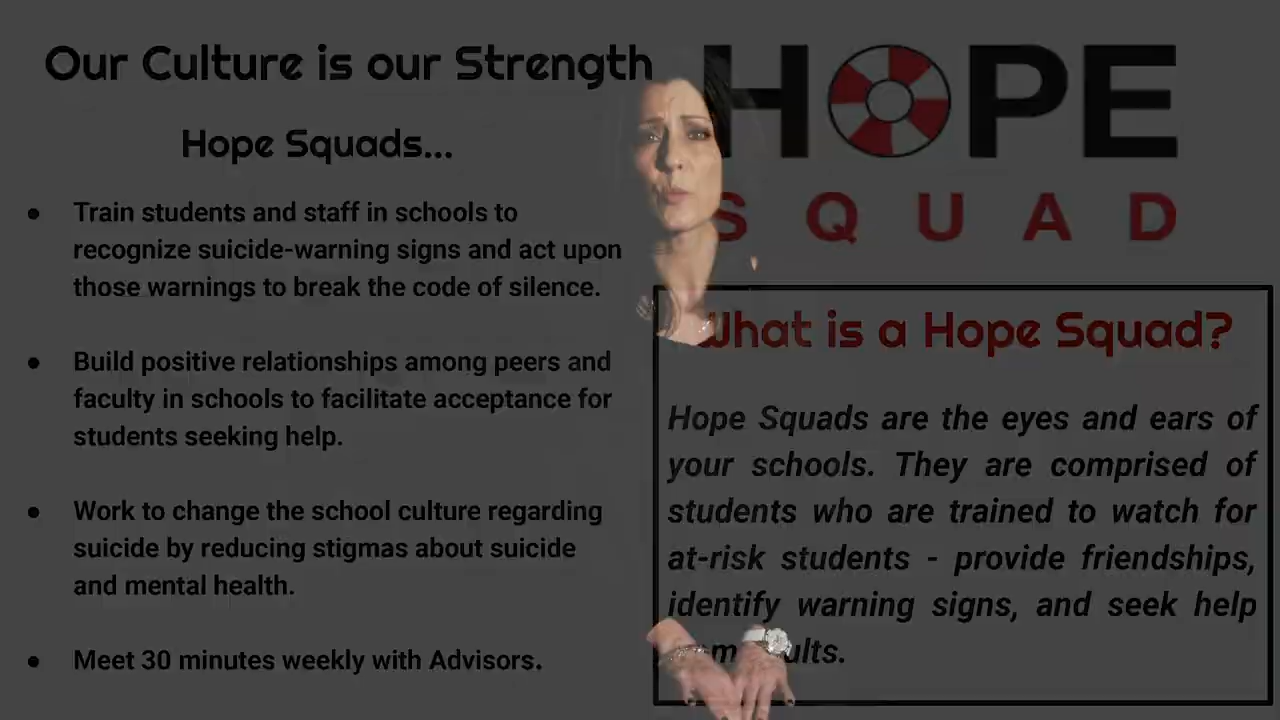 Our Culture is our Strength
Hope Squads...
● Train students and staff in schools to
recognize suicide-warning signs and act upon
those warnings to break the code of silence.
● Build positive relationships among peers and
faculty in schools to facilitate acceptance for
students seeking help.
● Work to change the school culture regarding
suicide by reducing stigmas about suicide
and mental health.
● Meet 30 minutes weekly with Advisors.
HOPE
SQUAD
What is a Hope Squad?
Hope Squads are the eyes and ears of
your schools. They are comprised of
students who are trained to watch for
at-risk students - provide friendships,
identify warning signs, and seek help